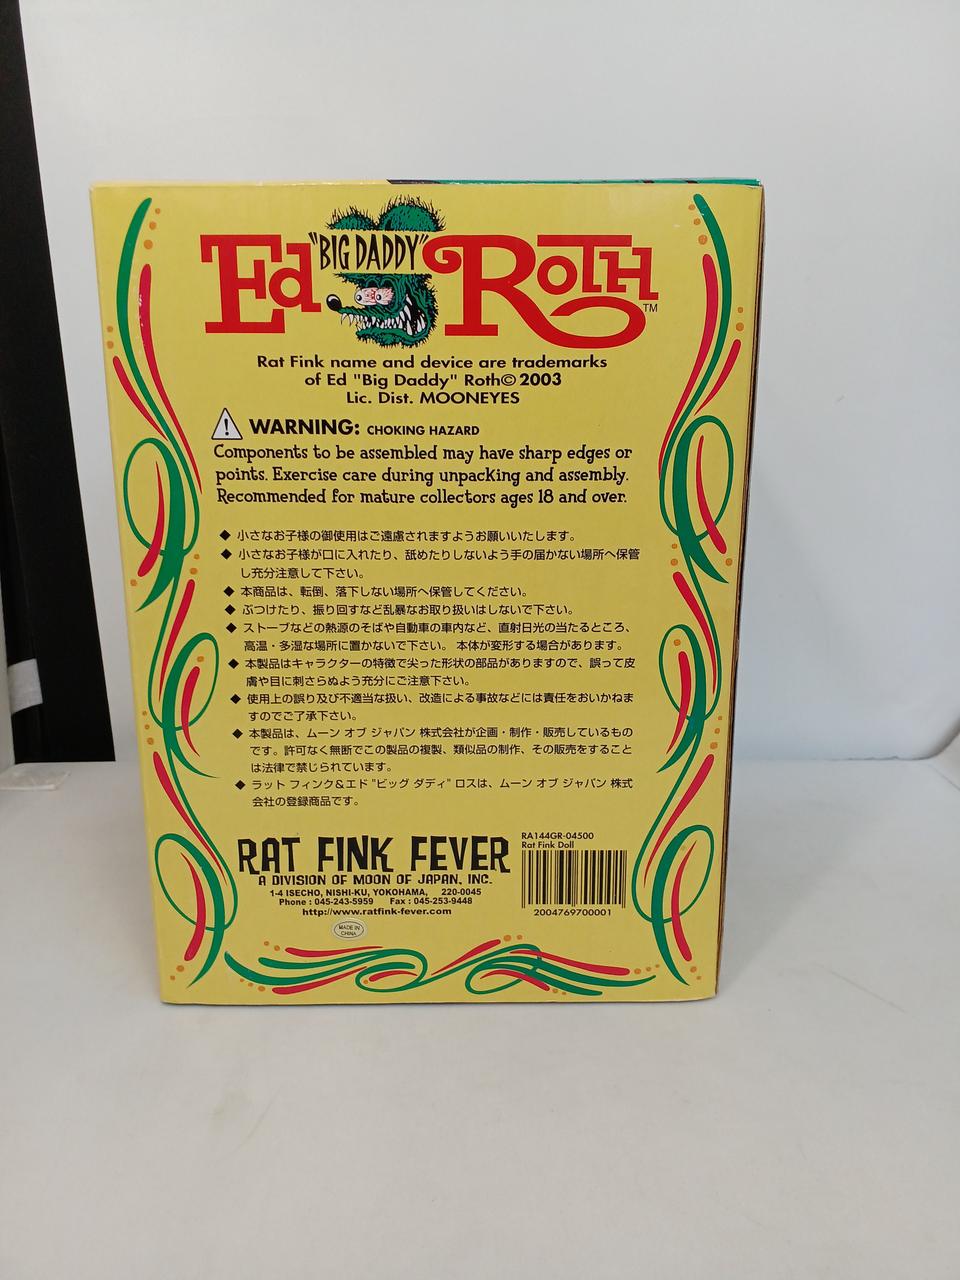 Ed "BIG DADDY" ROTH™
Rat Fink name and device are trademarks
of Ed "Big Daddy" Roth© 2003
Lic. Dist. MOONEYES
WARNING: CHOKING HAZARD
Components to be assembled may have sharp edges or
points. Exercise care during unpacking and assembly.
Recommended for mature collectors ages 18 and over.
◆ 小さなお子様の御使用はご遠慮されますようお願いいたします。
◆ 小さなお子様が口に入れたり、舐めたりしないよう手の届かない場所へ保管
し充分注意して下さい。
◆ 本商品は、転倒、落下しない場所へ保管してください。
◆ ぶつけたり、振り回すなど乱暴なお取り扱いはしないで下さい。
◆ ストーブなどの熱源のそばや自動車の車内など、直射日光の当たるところ、
高温・多湿な場所に置かないで下さい。 本体が変形する場合があります。
◆ 本製品はキャラクターの特徴で尖った形状の部品がありますので、誤って皮
膚や目に刺さらぬよう充分にご注意下さい。
◆ 使用上の誤り及び不適当な扱い、改造による事故などには責任をおいかねま
すのでご了承下さい。
◆ 本製品は、ムーン オブ ジャパン 株式会社が企画・制作・販売しているもの
です。許可なく無断でこの製品の複製、類似品の制作、その販売をすること
は法律で禁じられています。
◆ ラット フィンク&エド "ビッグ ダディ" ロスは、ムーン オブ ジャパン 株式
会社の登録商品です。
RAT FINK FEVER
A DIVISION OF MOON OF JAPAN, INC.
1-4 ISECHO, NISHI-KU, YOKOHAMA, 220-0045
Phone : 045-243-5959 Fax : 045-253-9448
http://www.ratfink-fever.com
MADE IN
CHINA
RA144GR-04500
Rat Fink Doll
2004769700001